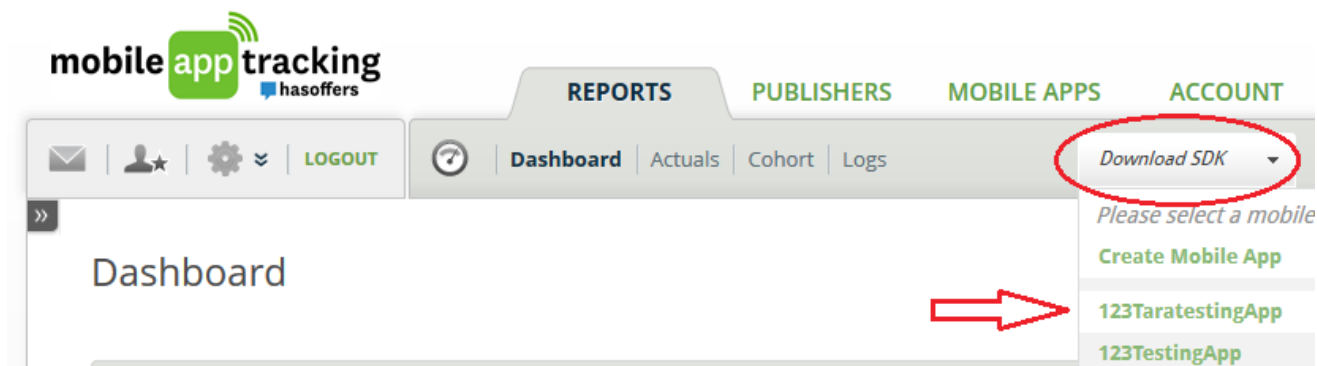 mobile app tracking
hasoffers
REPORTS PUBLISHERS MOBILE APPS ACCOUNT
LOGOUT Dashboard Actuals Cohort Logs Download SDK
Please select a mobile
Create Mobile App
Dashboard
123TaratestingApp
123TestingApp